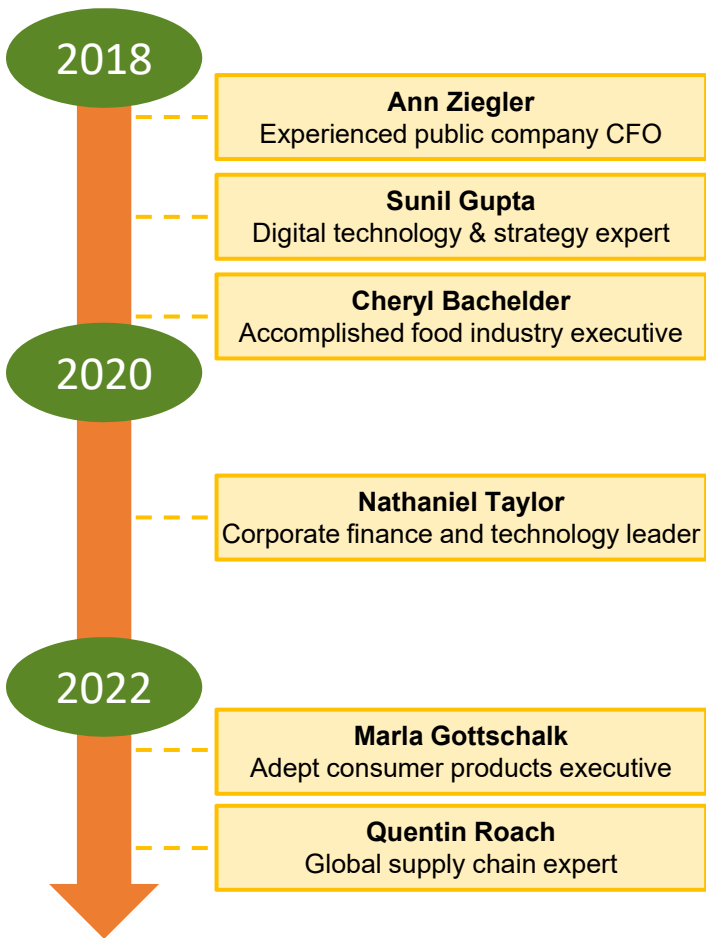 2018
Ann Ziegler
Experienced public company CFO
Sunil Gupta
Digital technology & strategy expert
Cheryl Bachelder
Accomplished food industry executive
2020
Nathaniel Taylor
Corporate finance and technology leader
2022
Marla Gottschalk
Adept consumer products executive
Quentin Roach
Global supply chain expert